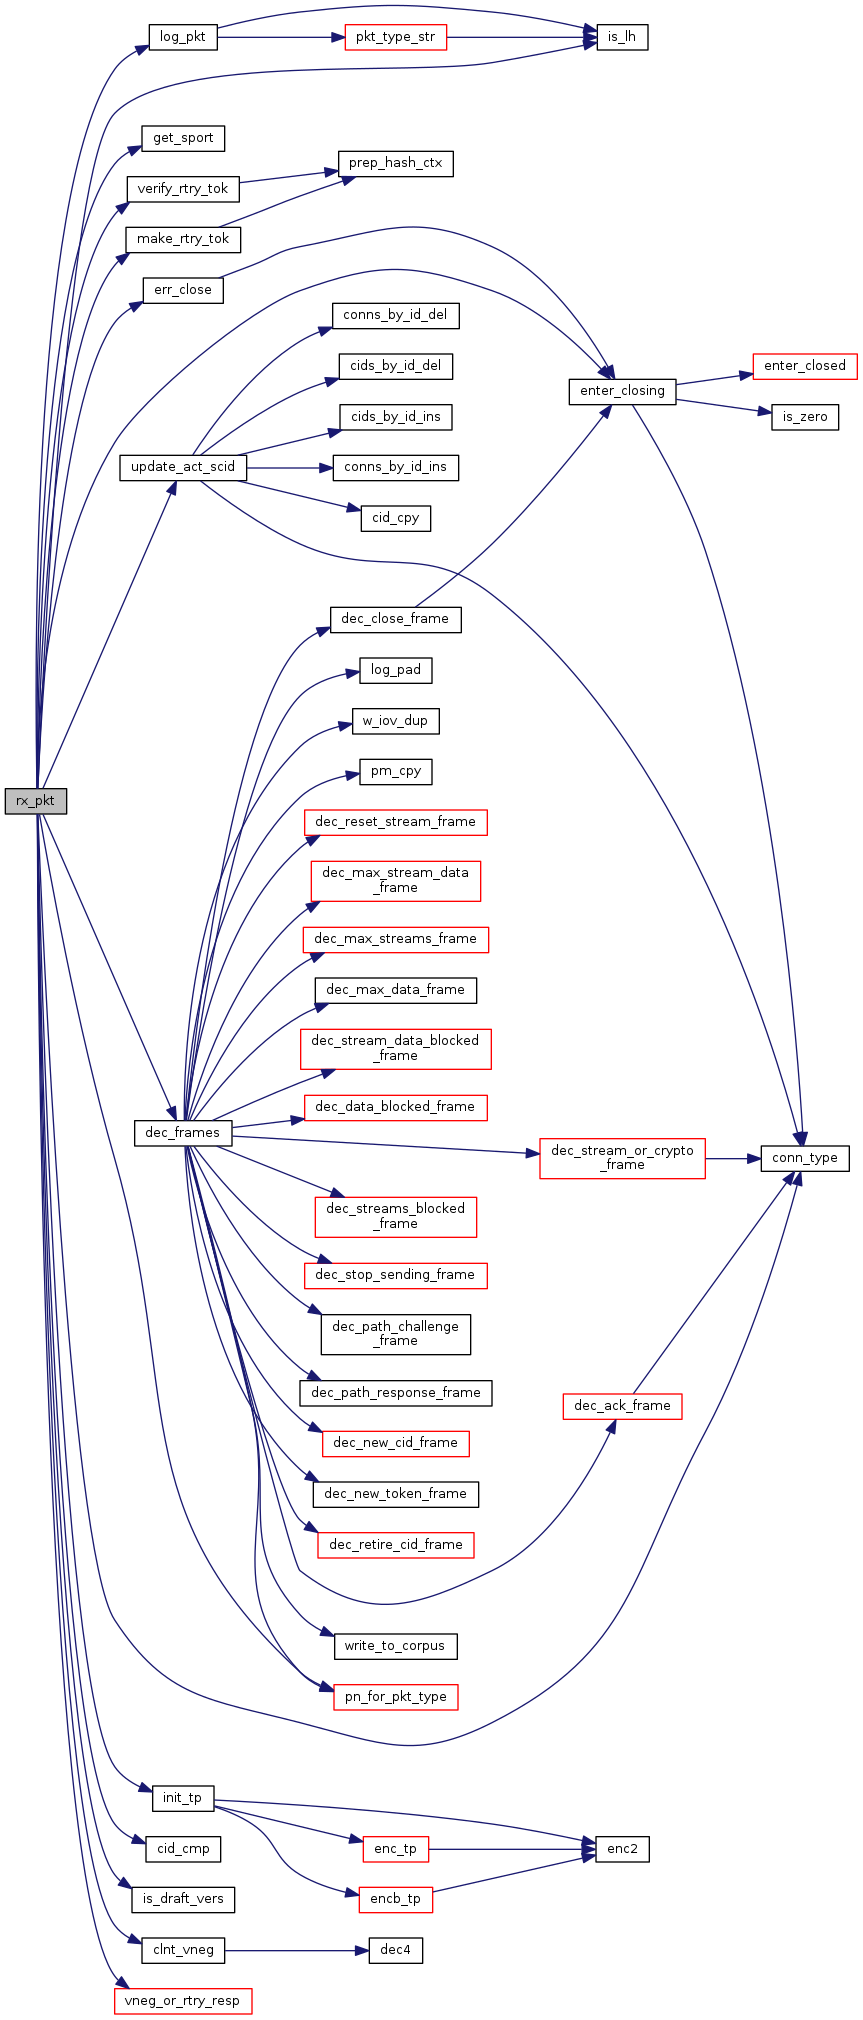 log_pkt
pkt_type_str
is_lh
get_sport
prep_hash_ctx
verify_rtry_tok
make_rtry_tok
err_close
conns_by_id_del
cids_by_id_del
enter_closed
enter_closing
cids_by_id_ins
is_zero
update_act_scid
conns_by_id_ins
cid_cpy
dec_close_frame
log_pad
w_iov_dup
pm_cpy
rx_pkt
dec_reset_stream_frame
dec_max_stream_data
_frame
dec_max_streams_frame
dec_max_data_frame
dec_stream_data_blocked
_frame
dec_data_blocked_frame
dec_frames
dec_stream_or_crypto
_frame
conn_type
dec_streams_blocked
_frame
dec_stop_sending_frame
dec_path_challenge
_frame
dec_path_response_frame
dec_ack_frame
dec_new_cid_frame
dec_new_token_frame
dec_retire_cid_frame
write_to_corpus
pn_for_pkt_type
init_tp
cid_cmp
enc_tp
enc2
is_draft_vers
encb_tp
clnt_vneg
dec4
vneg_or_rtry_resp